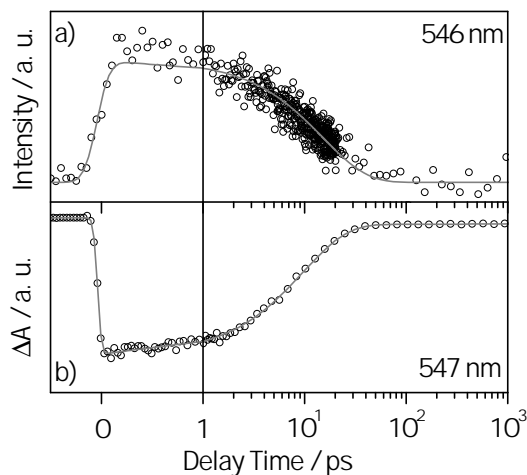 a)
546 nm
Intensity / a. u.
ΔA / a. u.
b)
547 nm
0
1
10¹
10²
10³
Delay Time / ps